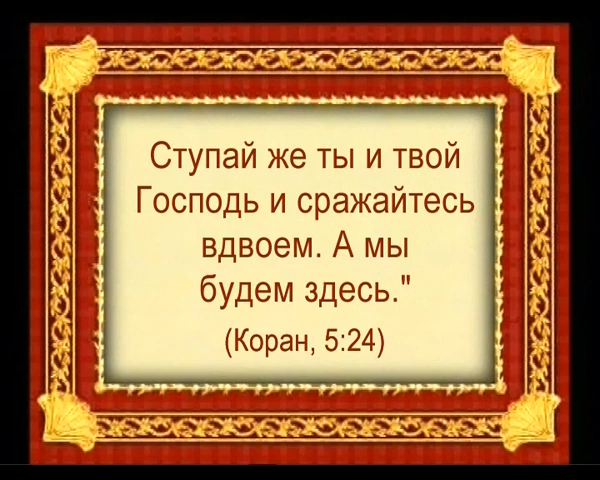 Ступай же ты и твой
Господь и сражайтесь
вдвоем. А мы
будем здесь."
(Коран, 5:24)